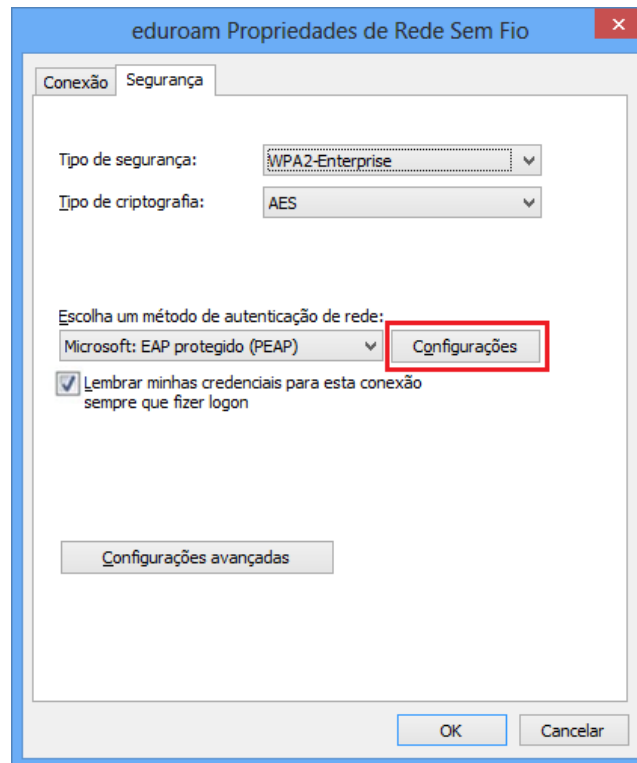 eduroam Propriedades de Rede Sem Fio
Conexão Segurança
Tipo de segurança: WPA2-Enterprise
Tipo de criptografia: AES
Escolha um método de autenticação de rede:
Microsoft: EAP protegido (PEAP) Configurações
Lembrar minhas credenciais para esta conexão
sempre que fizer logon
Configurações avançadas
OK Cancelar